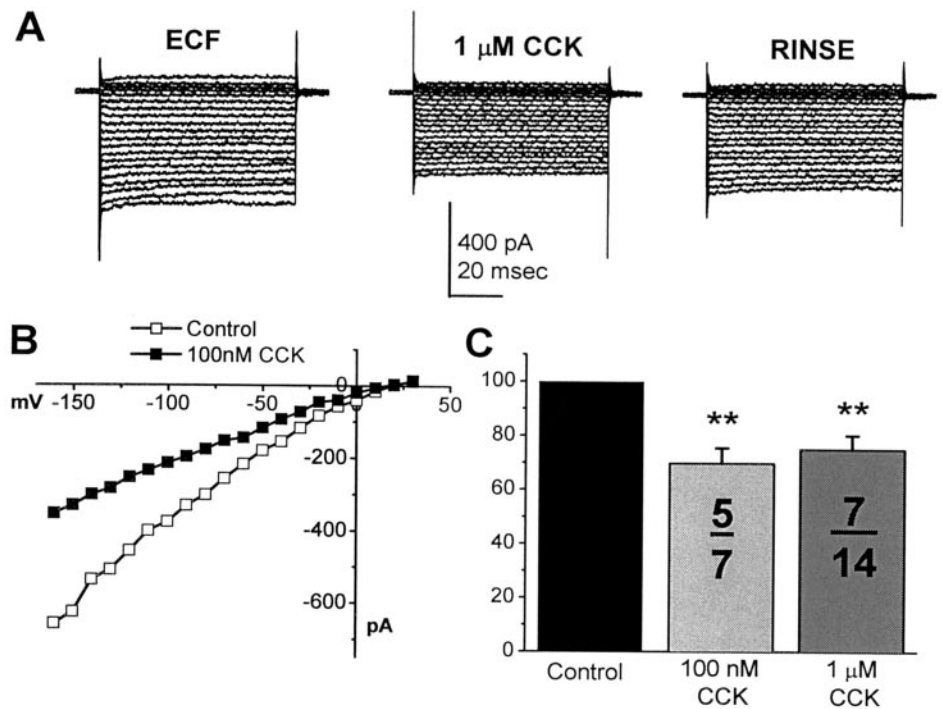 A
ECF
1 μM CCK
RINSE
400 pA
20 msec
B
Control
100nM CCK
mV
-150
-100
-50
0
50
-200
-400
-600
pA
C
100
80
60
40
20
0
**
**
5
7
7
14
Control
100 nM
CCK
1 μM
CCK